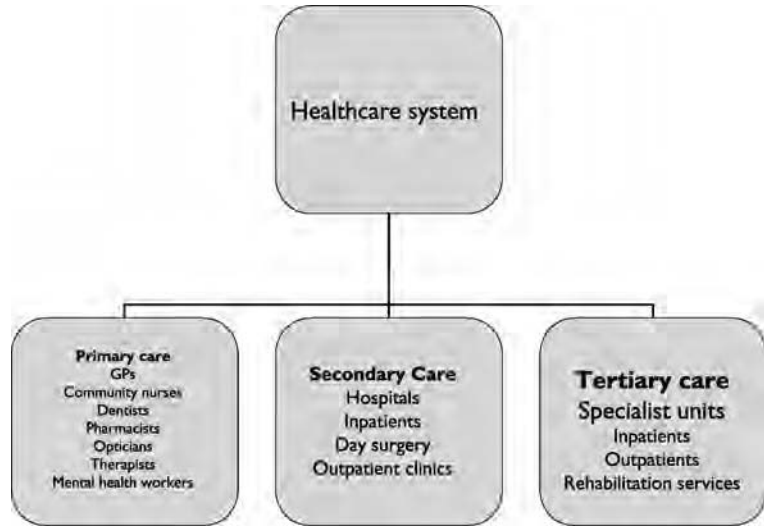 Healthcare system
Primary care
GPs
Community nurses
Dentists
Pharmacists
Opticians
Therapists
Mental health workers
Secondary Care
Hospitals
Inpatients
Day surgery
Outpatient clinics
Tertiary care
Specialist units
Inpatients
Outpatients
Rehabilitation services